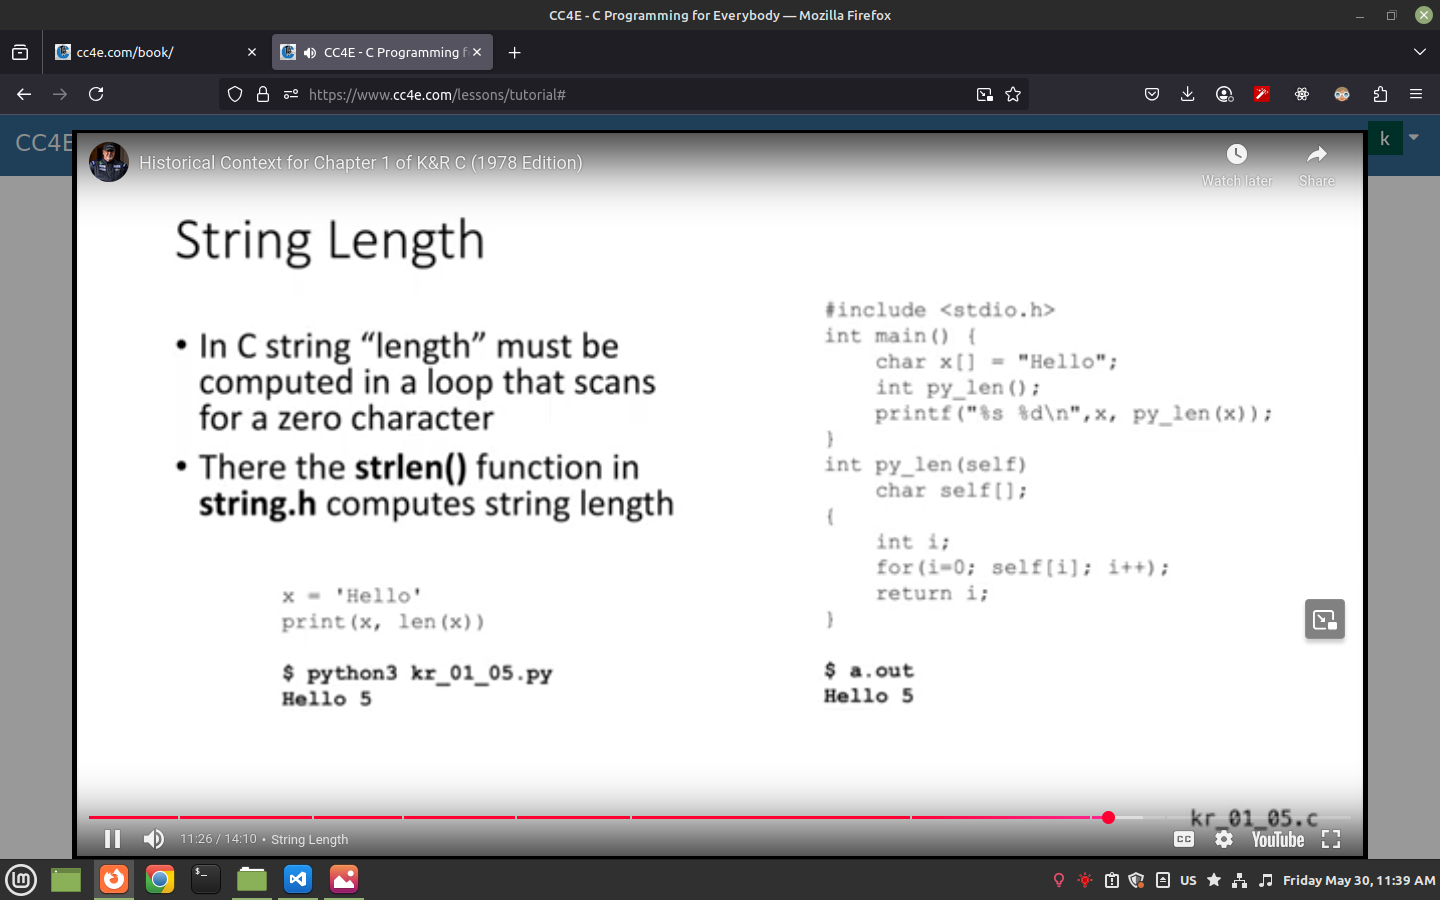 CC4E - C Programming for Everybody — Mozilla Firefox
cc4e.com/book/
CC4E - C Programming f
https://www.cc4e.com/lessons/tutorial#
CC4E
k
Historical Context for Chapter 1 of K&R C (1978 Edition)
Watch later
Share
String Length
• In C string “length” must be
computed in a loop that scans
for a zero character
• There the strlen() function in
string.h computes string length
x = 'Hello'
print(x, len(x))
$ python3 kr_01_05.py
Hello 5
#include <stdio.h>
int main() {
char x[] = "Hello";
int py_len();
printf("%s %d\n",x, py_len(x));
}
int py_len(self)
char self[];
{
int i;
for(i=0; self[i]; i++);
return i;
}
$ a.out
Hello 5
kr_01_05.c
11:26 / 14:10 • String Length
CC
YouTube
US
Friday May 30, 11:39 AM